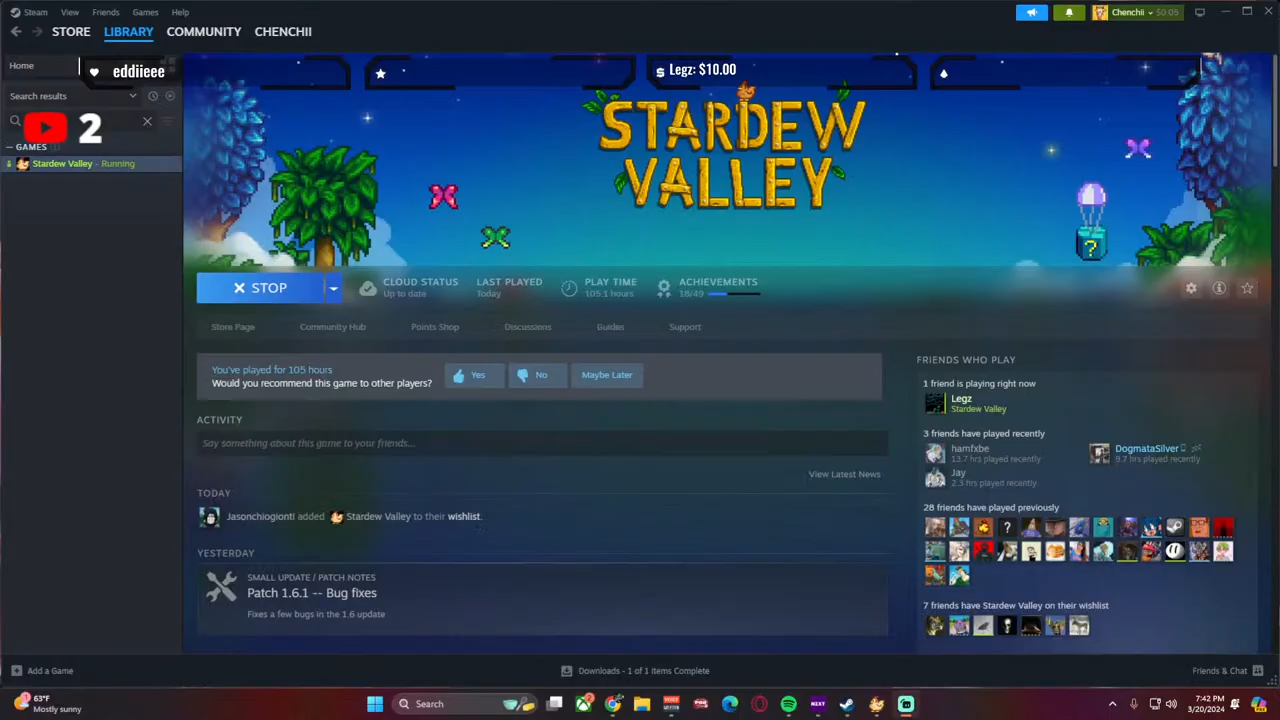 Steam View Friends Games Help
Chenchii $0.05
STORE LIBRARY COMMUNITY CHENCHII
Home
eddiieee
Legz: $10.00
Search results
2
GAMES
Stardew Valley - Running
STARDEW
VALLEY
?
STOP
CLOUD STATUS
Up to date
LAST PLAYED
Today
PLAY TIME
105.1 hours
ACHIEVEMENTS
18/49
Store Page Community Hub Points Shop Discussions Guides Support
You've played for 105 hours
Would you recommend this game to other players?
Yes No Maybe Later
ACTIVITY
Say something about this game to your friends...
View Latest News
TODAY
Jasonchiogionti added Stardew Valley to their wishlist.
YESTERDAY
SMALL UPDATE / PATCH NOTES
Patch 1.6.1 -- Bug fixes
Fixes a few bugs in the 1.6 update
FRIENDS WHO PLAY
1 friend is playing right now
Legz
Stardew Valley
3 friends have played recently
hamfxbe
13.7 hrs played recently
DogmataSilver
9.7 hrs played recently
Jay
2.3 hrs played recently
28 friends have played previously
7 friends have Stardew Valley on their wishlist
Add a Game
Downloads - 1 of 1 Items Complete
Friends & Chat
63°F
Mostly sunny
Search
NEXT
7:42 PM
3/20/2024